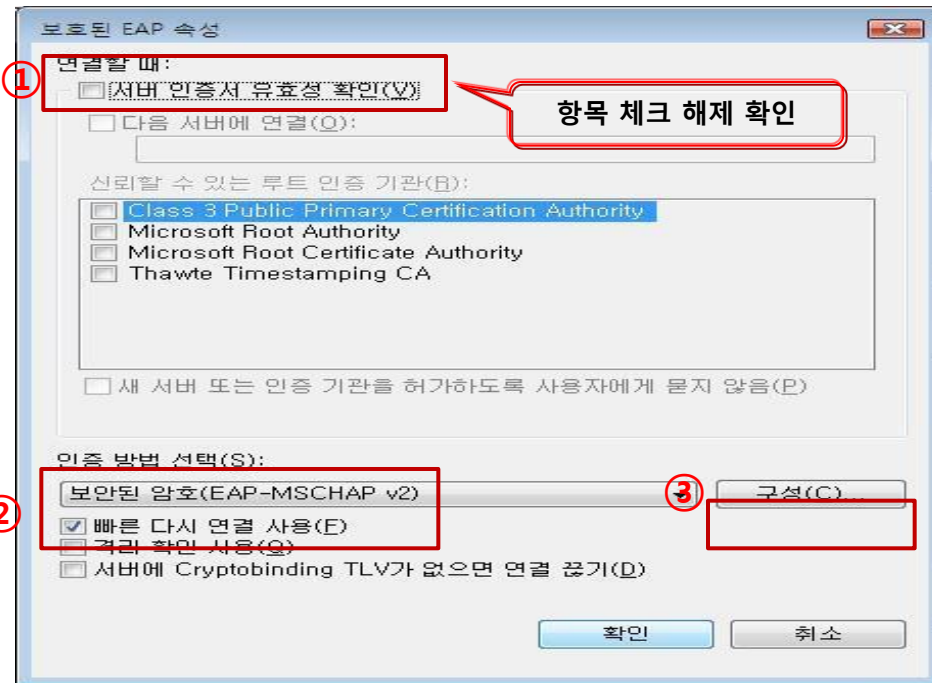 보호된 EAP 속성
연결할 때:
①
서버 인증서 유효성 확인(V)
항목 체크 해제 확인
다음 서버에 연결(O):
신뢰할 수 있는 루트 인증 기관(R):
Class 3 Public Primary Certification Authority
Microsoft Root Authority
Microsoft Root Certificate Authority
Thawte Timestamping CA
새 서버 또는 인증 기관을 허가하도록 사용자에게 묻지 않음(P)
인증 방법 선택(S):
보안된 암호(EAP-MSCHAP v2)
③
구성(C)...
②
빠른 다시 연결 사용(F)
격리 확인 사용(Q)
서버에 Cryptobinding TLV가 없으면 연결 끊기(D)
확인
취소